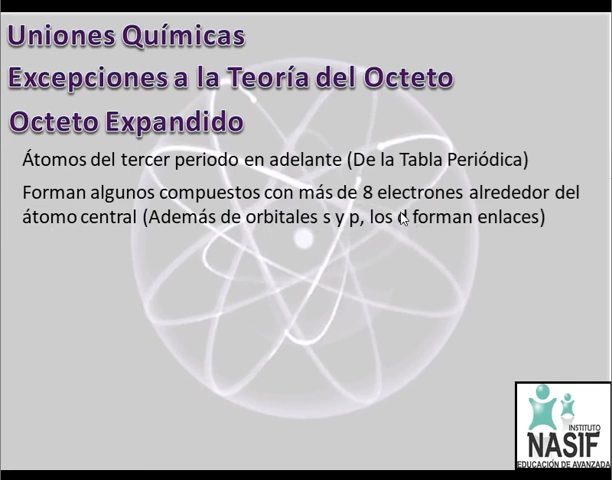 Uniones Químicas
Excepciones a la Teoría del Octeto
Octeto Expandido
Átomos del tercer periodo en adelante (De la Tabla Periódica)
Forman algunos compuestos con más de 8 electrones alrededor del
átomo central (Además de orbitales s y p, los d forman enlaces)
INSTITUTO
NASIF
EDUCACIÓN DE AVANZADA